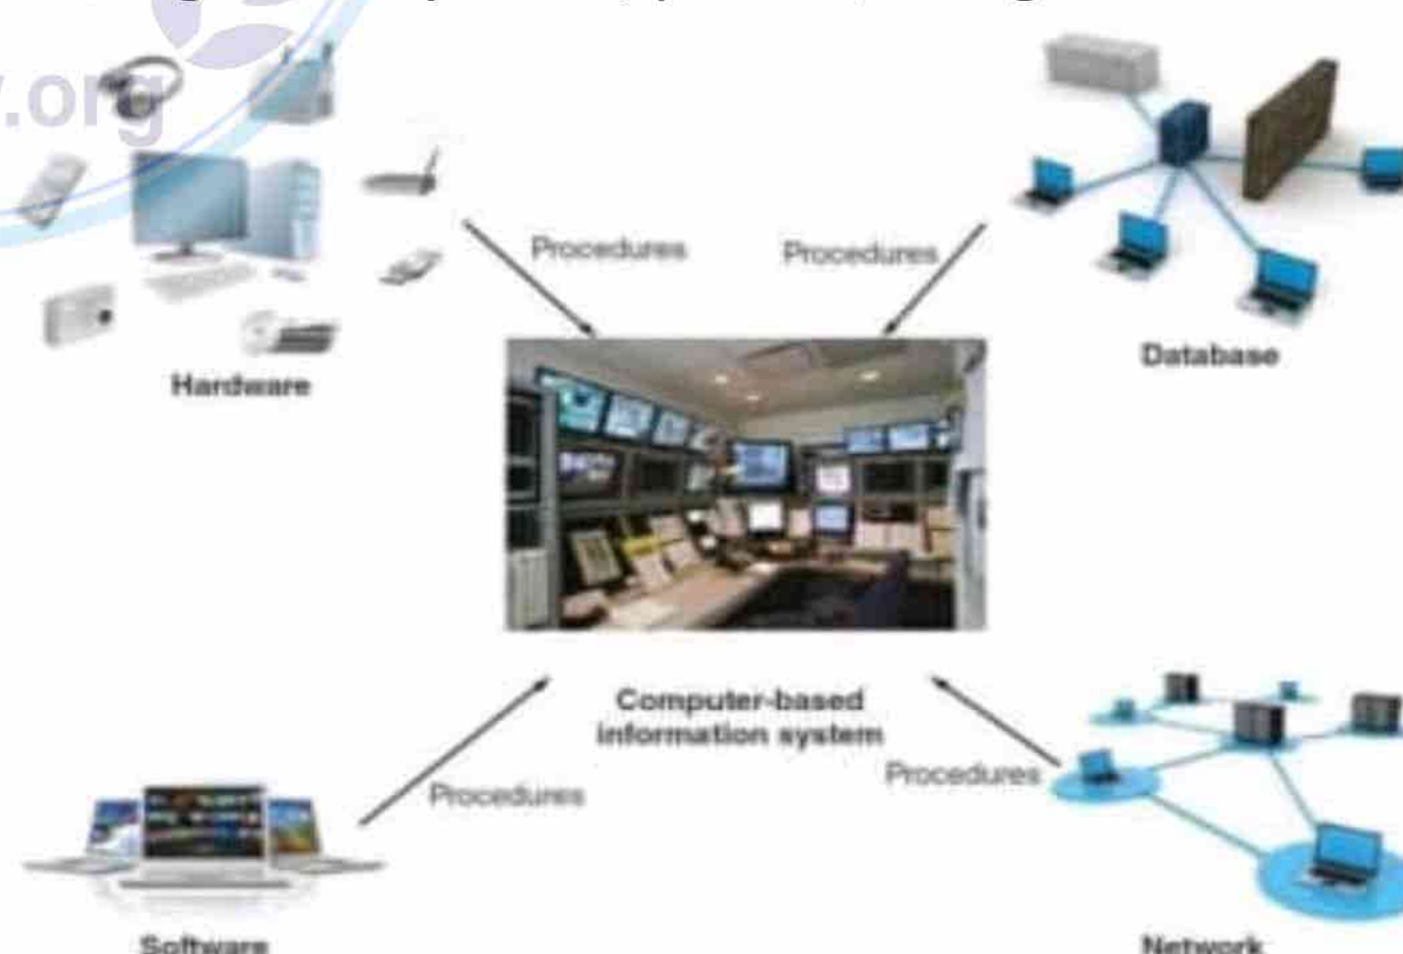 .org
Procedures
Procedures
Hardware
Database
Computer-based
information system
Procedures
Procedures
Software
Network